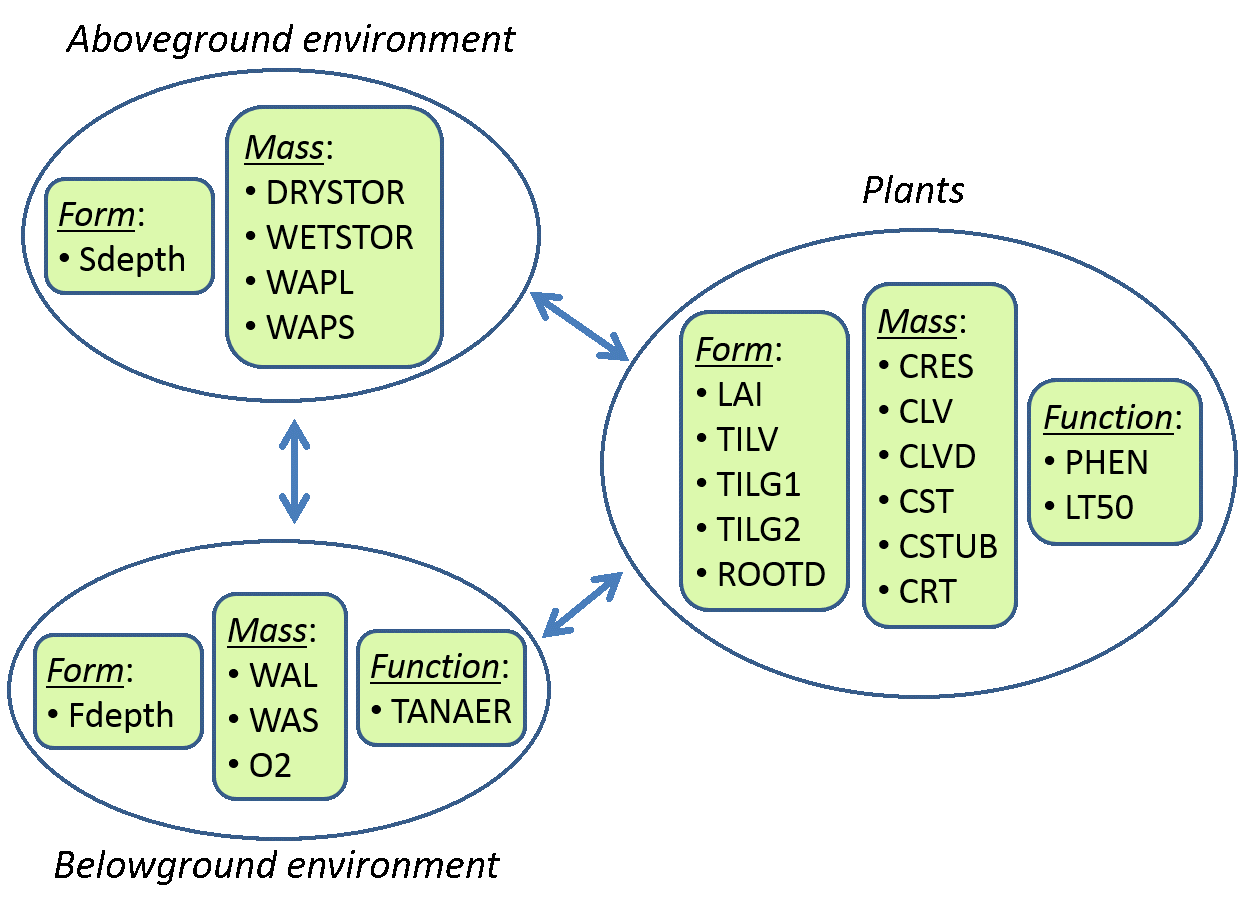 Aboveground environment
Form:
• Sdepth
Mass:
• DRYSTOR
• WETSTOR
• WAPL
• WAPS
Plants
Form:
• LAI
• TILV
• TILG1
• TILG2
• ROOTD
Mass:
• CRES
• CLV
• CLVD
• CST
• CSTUB
• CRT
Function:
• PHEN
• LT50
Form:
• Fdepth
Mass:
• WAL
• WAS
• O2
Function:
• TANAER
Belowground environment